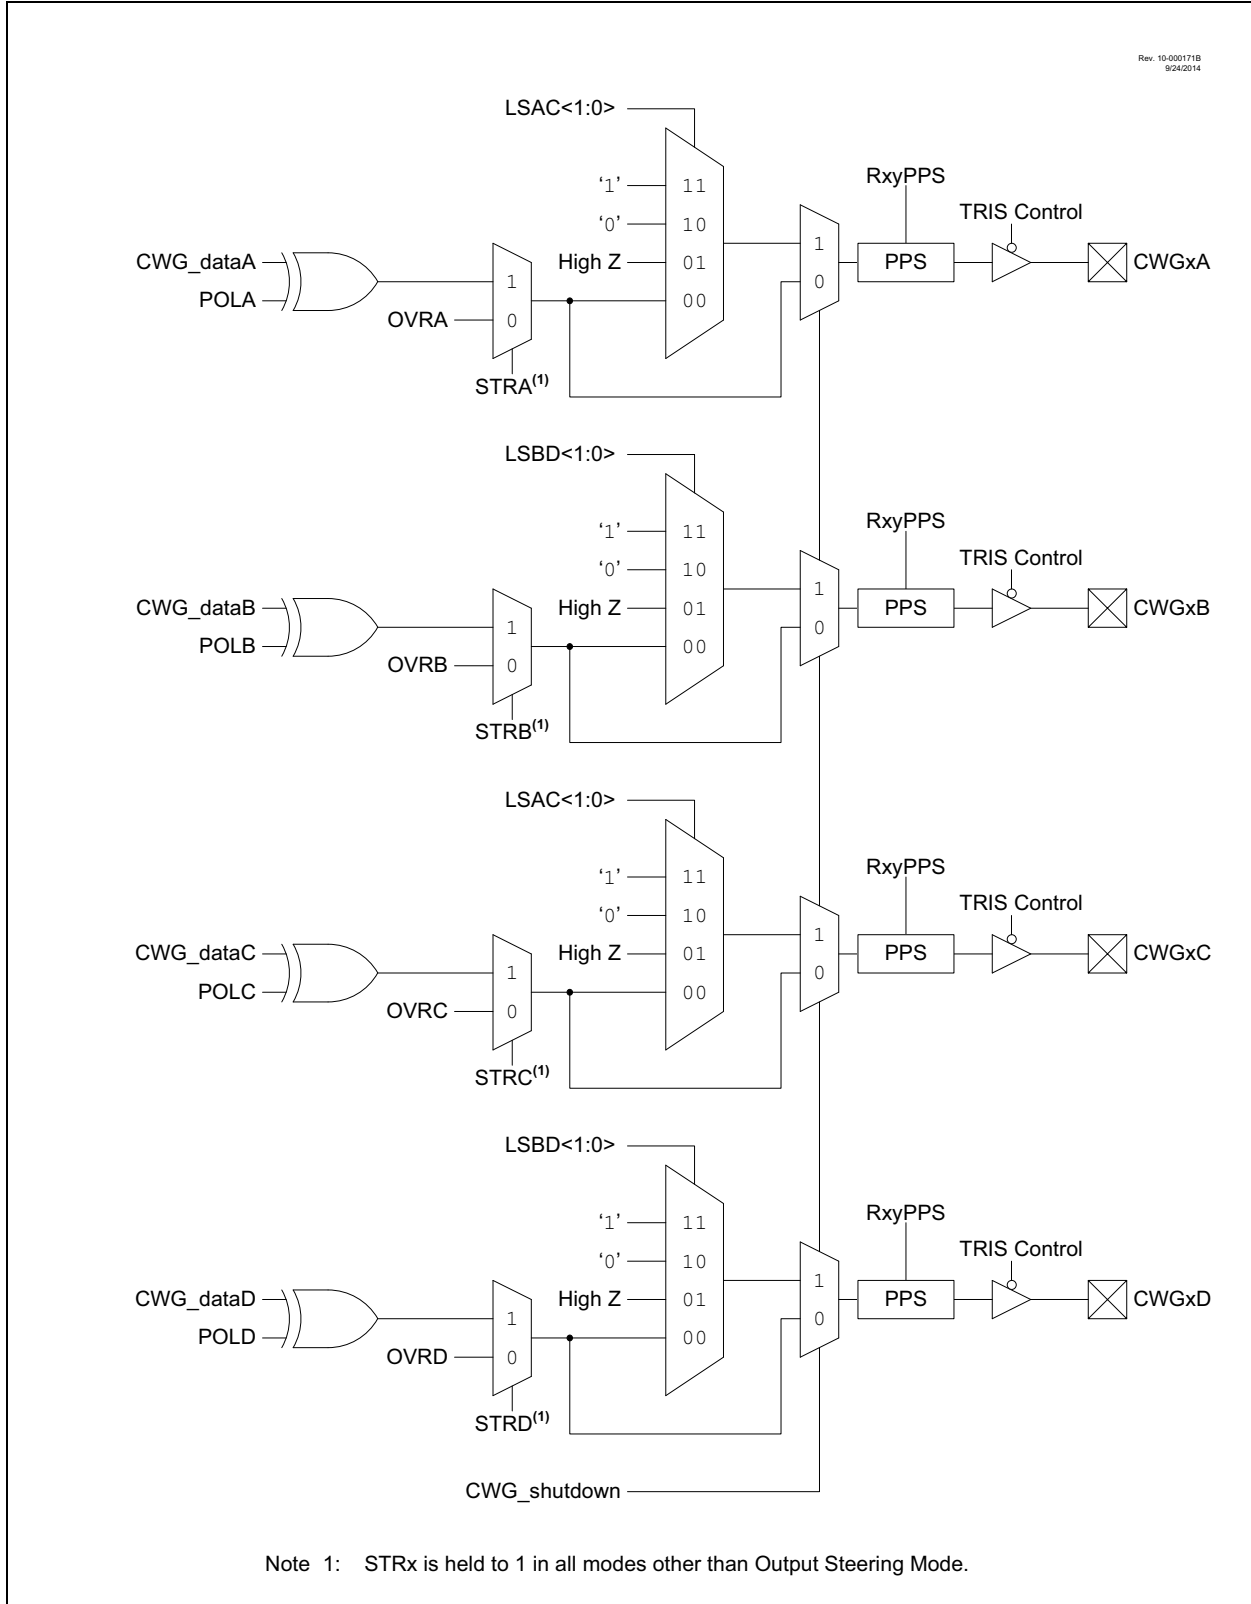 Rev. 10-000171B
9/24/2014
LSAC<1:0>
‘1’
11
‘0’
10
High Z
01
00
CWG_dataA
POLA
1
OVRA
0
STRA(1)
1
0
RxyPPS
PPS
TRIS Control
CWGxA
LSBD<1:0>
‘1’
11
‘0’
10
High Z
01
00
CWG_dataB
POLB
1
OVRB
0
STRB(1)
1
0
RxyPPS
PPS
TRIS Control
CWGxB
LSAC<1:0>
‘1’
11
‘0’
10
High Z
01
00
CWG_dataC
POLC
1
OVRC
0
STRC(1)
1
0
RxyPPS
PPS
TRIS Control
CWGxC
LSBD<1:0>
‘1’
11
‘0’
10
High Z
01
00
CWG_dataD
POLD
1
OVRD
0
STRD(1)
1
0
RxyPPS
PPS
TRIS Control
CWGxD
CWG_shutdown
Note 1: STRx is held to 1 in all modes other than Output Steering Mode.